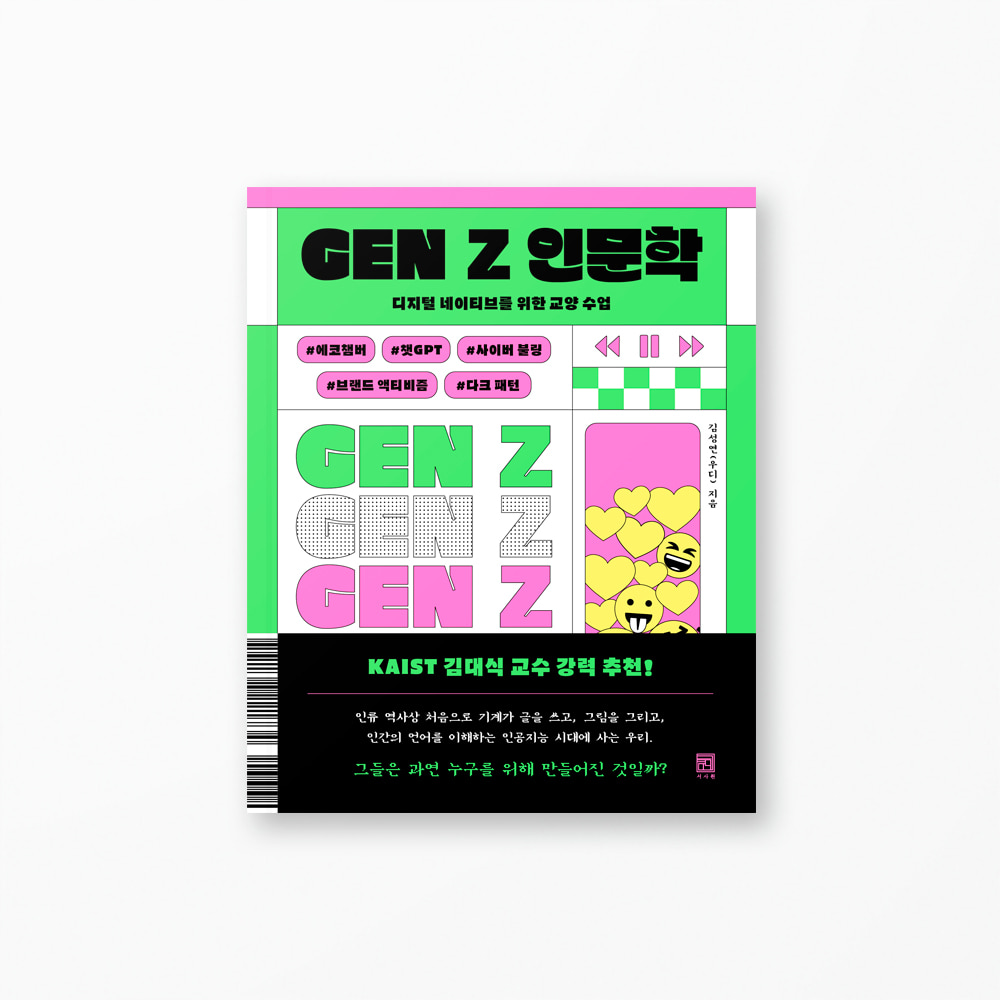 GEN Z 인문학
디지털 네이티브를 위한 교양 수업
#에코챔버 #챗GPT #사이버 불링
#브랜드 액티비즘 #다크 패턴
GEN Z
GEN Z
GEN Z
김성연(우디) 지음
KAIST 김대식 교수 강력 추천!
인류 역사상 처음으로 기계가 글을 쓰고, 그림을 그리고,
인간의 언어를 이해하는 인공지능 시대에 사는 우리.
그들은 과연 누구를 위해 만들어진 것일까?
서사원